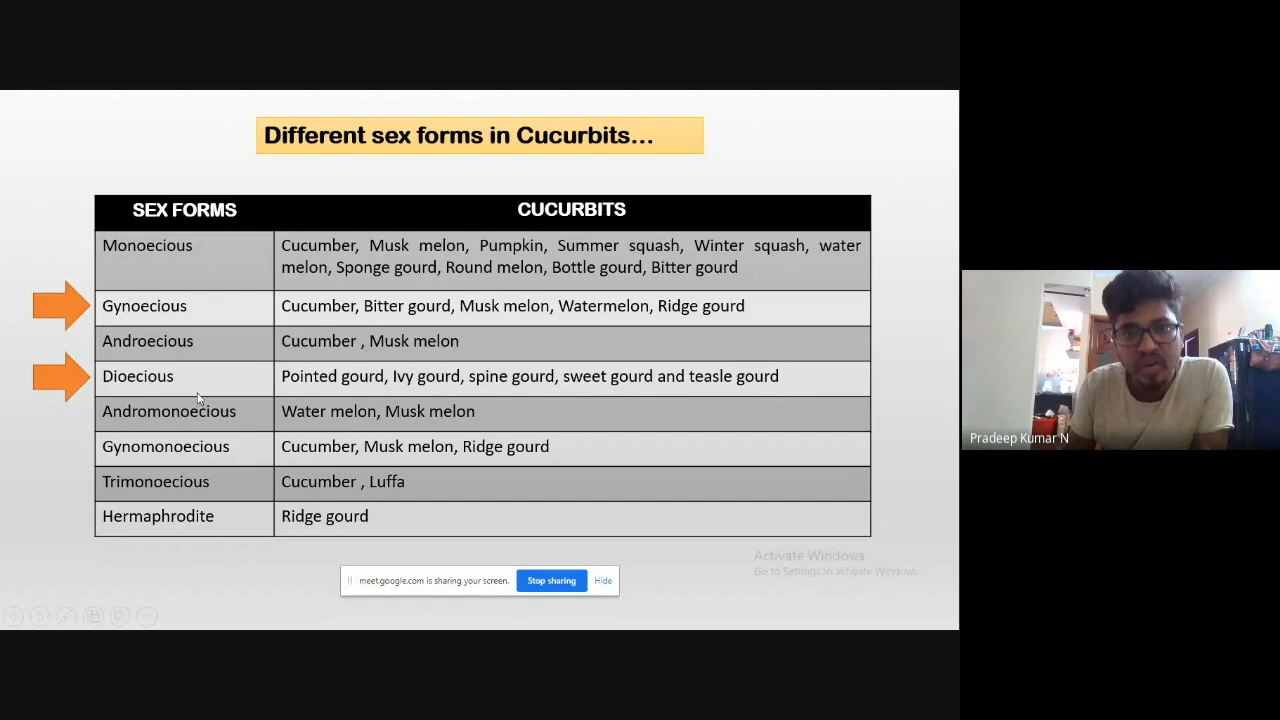 Different sex forms in Cucurbits...
SEX FORMS CUCURBITS
Monoecious Cucumber, Musk melon, Pumpkin, Summer squash, Winter squash, water
melon, Sponge gourd, Round melon, Bottle gourd, Bitter gourd
Gynoecious Cucumber, Bitter gourd, Musk melon, Watermelon, Ridge gourd
Androecious Cucumber , Musk melon
Dioecious Pointed gourd, Ivy gourd, spine gourd, sweet gourd and teasle gourd
Andromonoecious Water melon, Musk melon
Gynomonoecious Cucumber, Musk melon, Ridge gourd
Trimonoecious Cucumber , Luffa
Hermaphrodite Ridge gourd
Activate Windows
Go to Settings to activate Windows.
meet.google.com is sharing your screen. Stop sharing Hide
Pradeep Kumar N